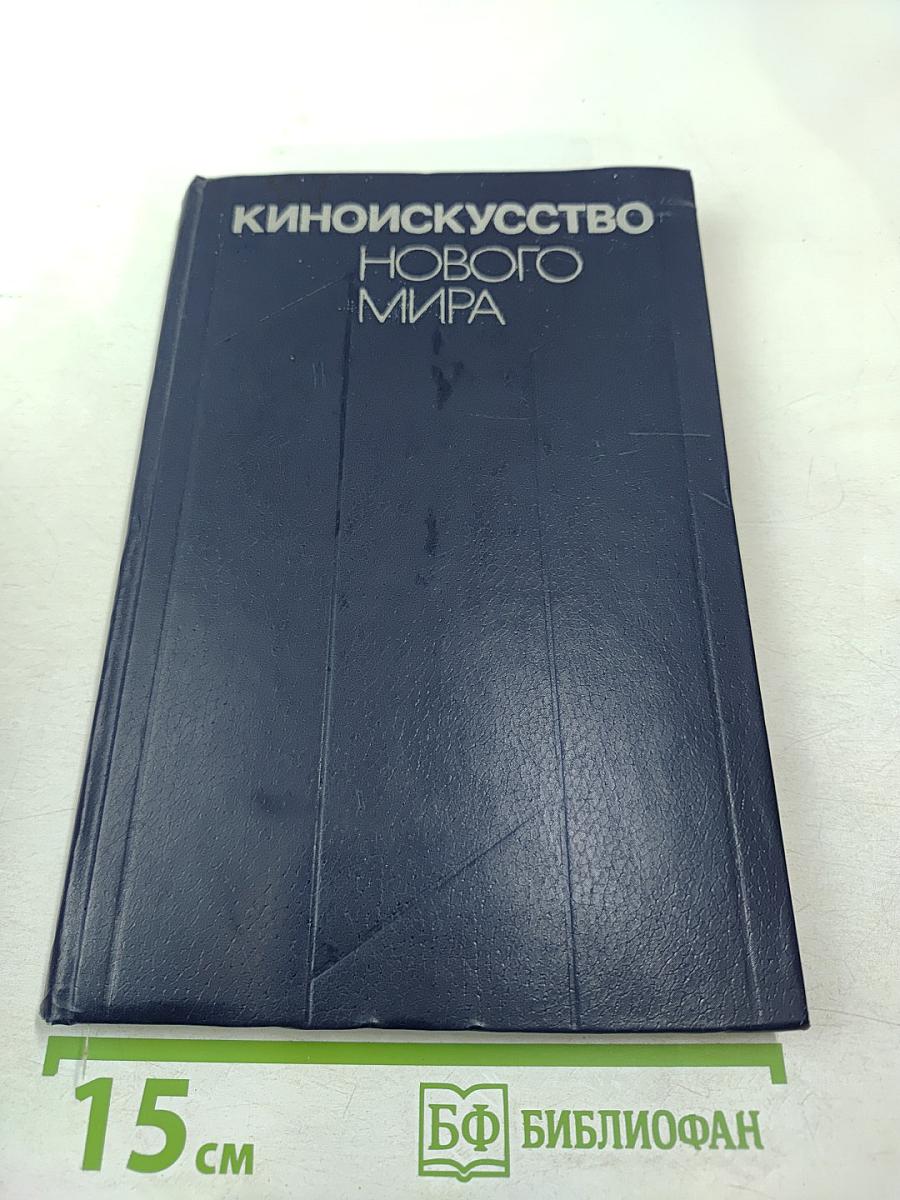 КИНОИСКУССТВО
НОВОГО
МИРА
15 см
БФ БИБЛИОФАН